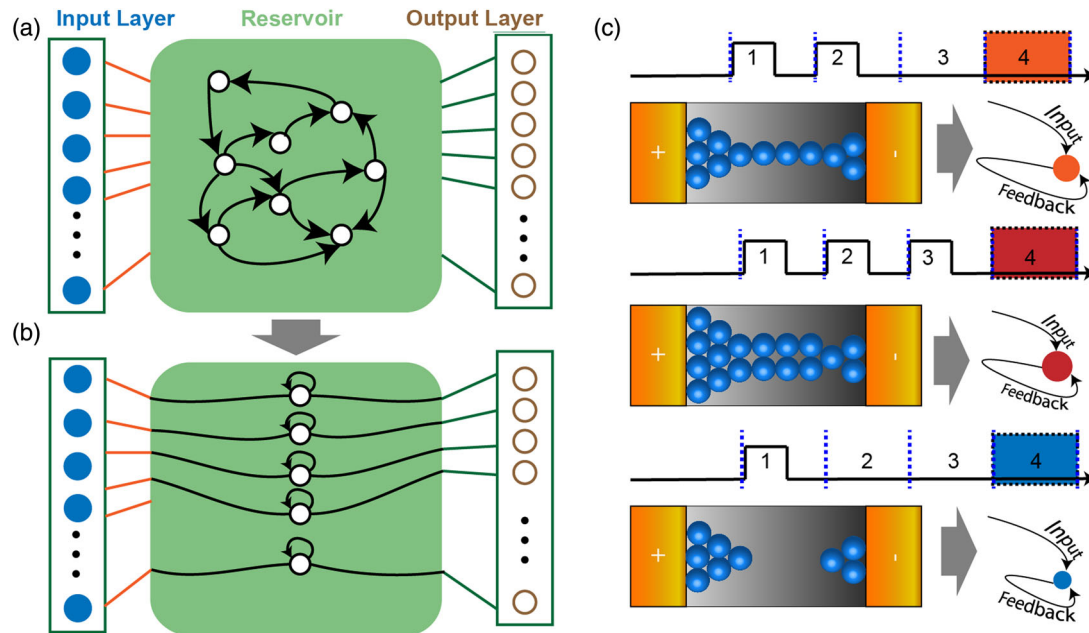 (a)
Input Layer
Reservoir
Output Layer
(b)
(c)
1 2 3 4
+ -
Input
Feedback
1 2 3 4
+ -
Input
Feedback
1 2 3 4
+ -
Input
Feedback